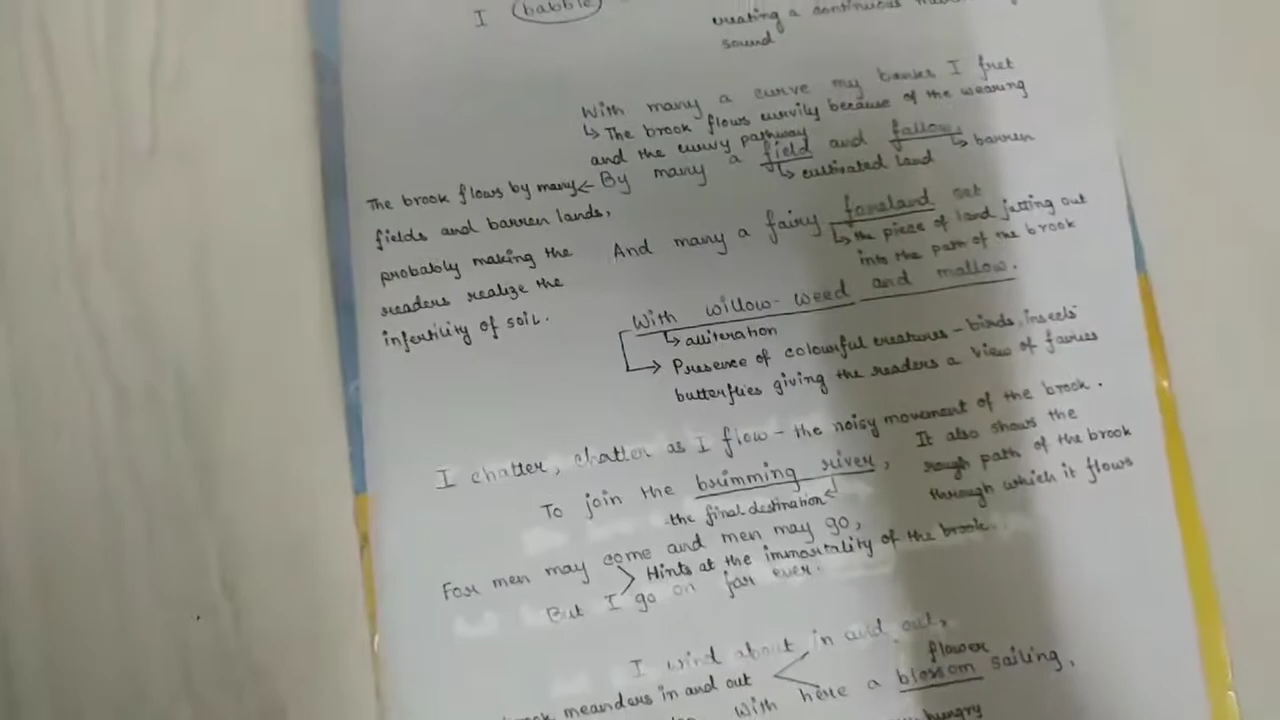 I babble
creating a continuous
sound
With many a curve my banks I fret
↳ The brook flows curvily because of the wearing
and the curvy pathway
By many a field and fallow,
↳ cultivated land
↳ barren
The brook flows by many
fields and barren lands,
probably making the
readers realize the
infertility of soil.
And many a fairy foreland set
↳ the piece of land jutting out
into the path of the brook
With willow-weed and mallow.
↳ alliteration
→ Presence of colourful creatures - birds, insects
butterflies giving the readers a view of fairies
I chatter, chatter as I flow - the noisy movement of the brook.
It also shows the
rough path of the brook
through which it flows
To join the brimming river,
the final destination
For men may come and men may go,
Hints at the immortality of the brook.
But I go on for ever.
I wind about in and out,
meanders in and out
flower
With here a blossom sailing,
hungry